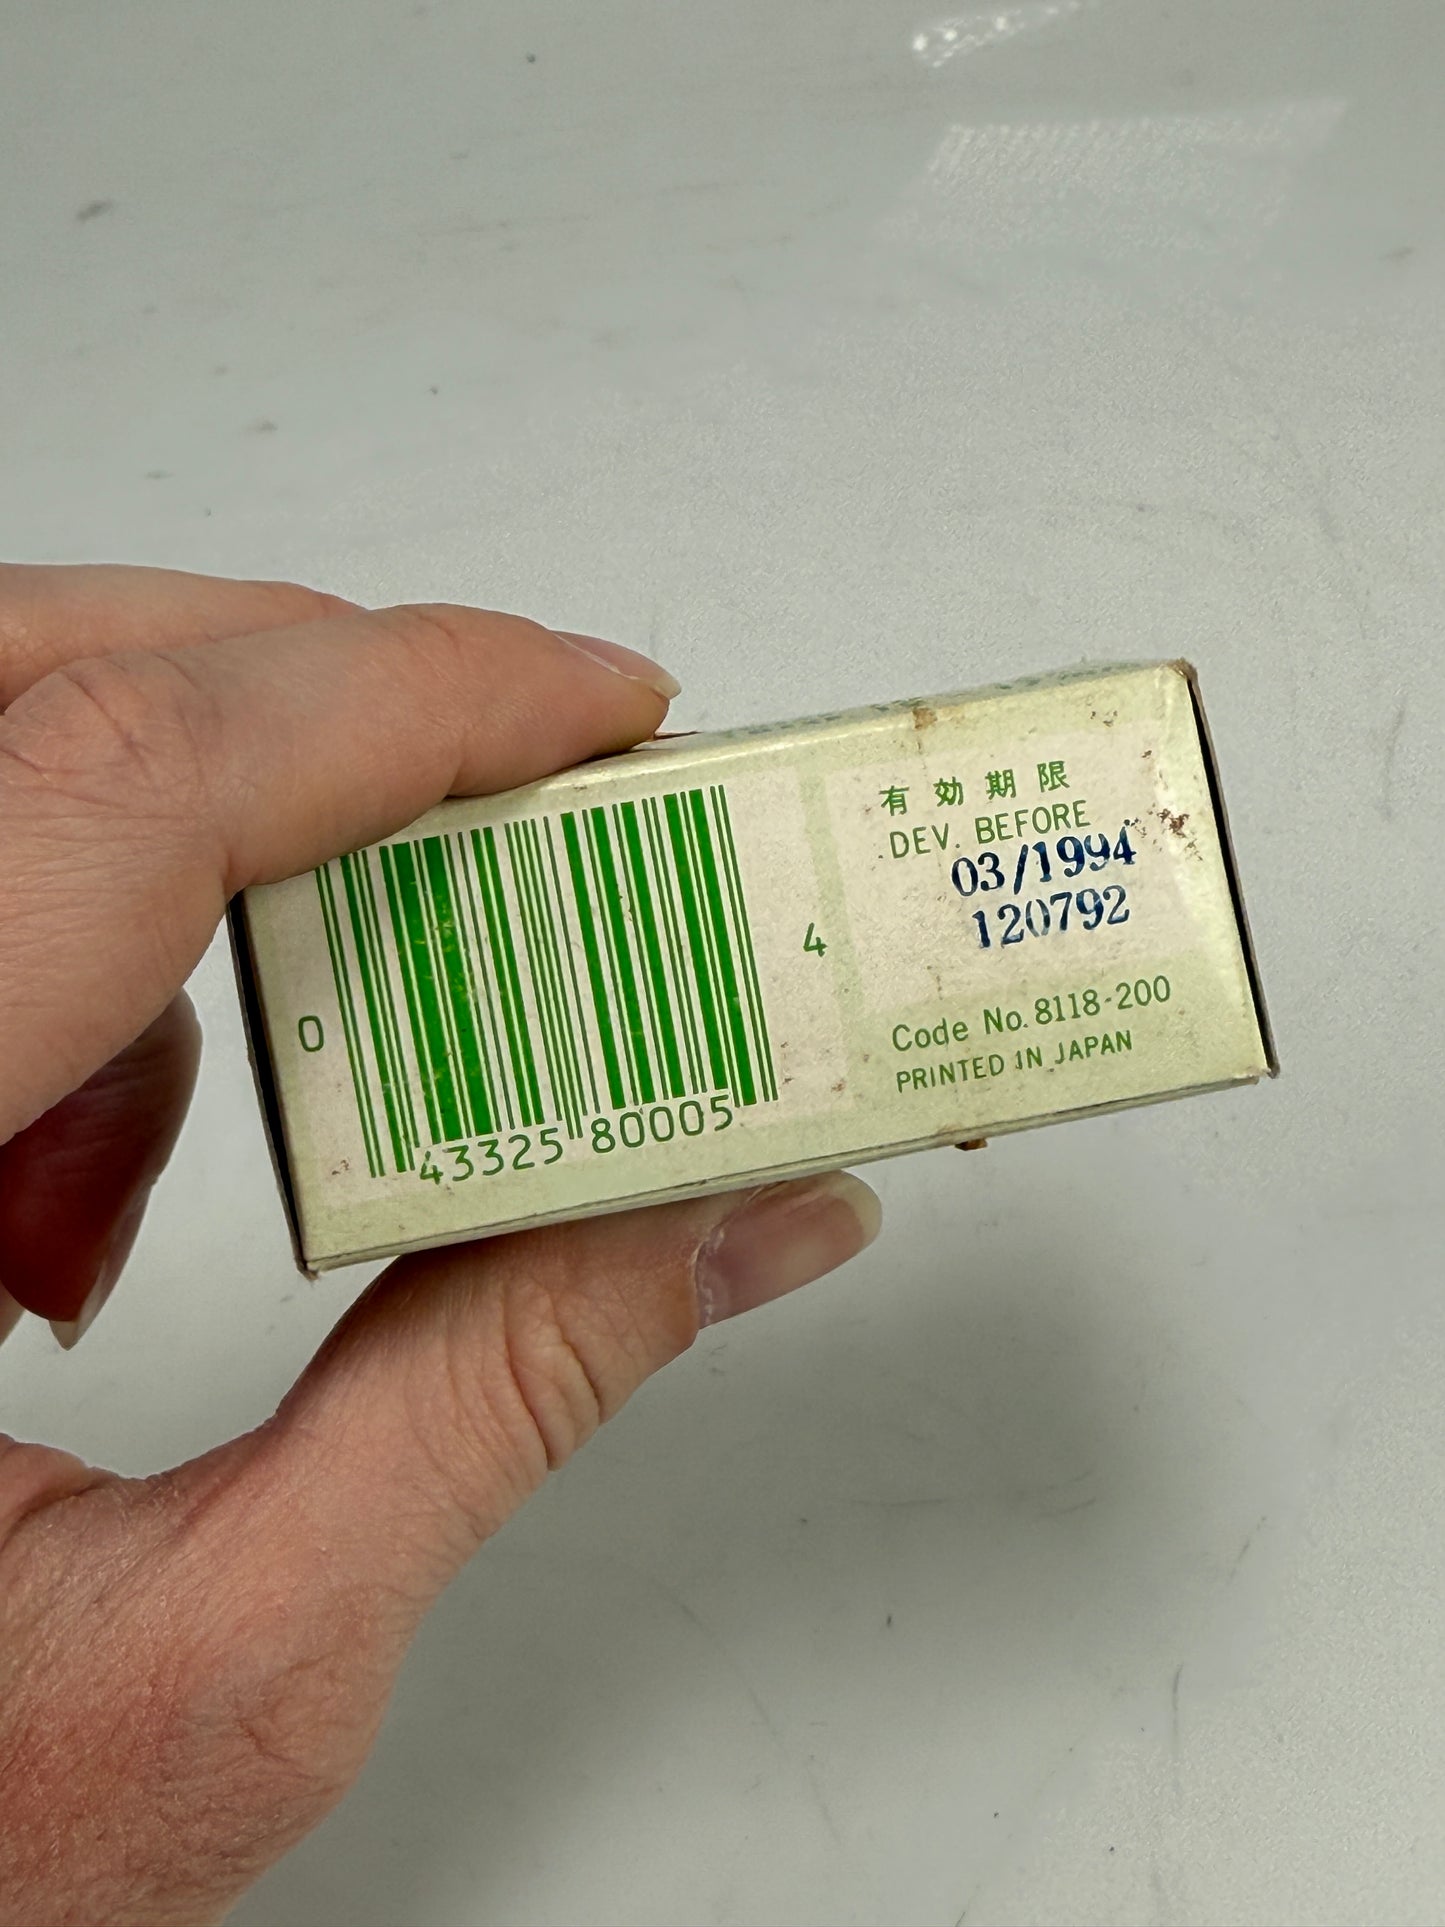 0 43325 80005 4
有効期限
DEV. BEFORE
03/1994
120792
Code No. 8118-200
PRINTED IN JAPAN